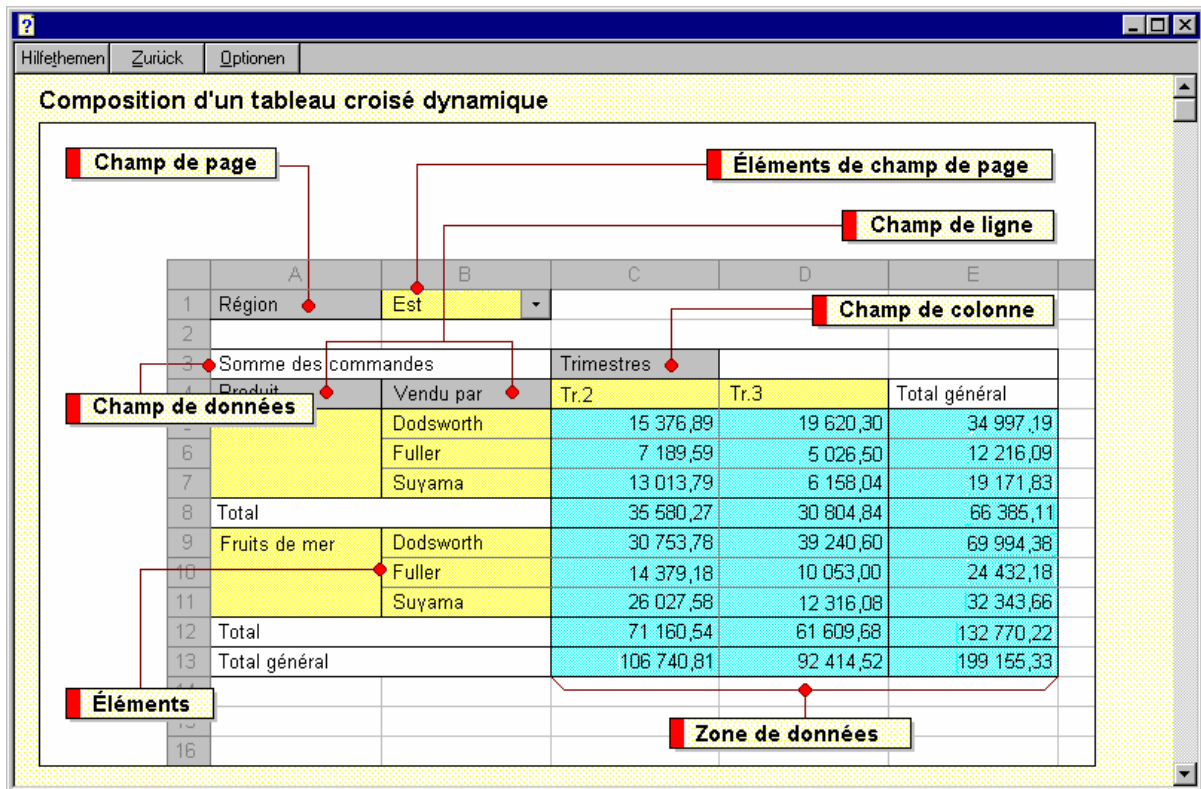 ?
Hilfethemen Zurück Optionen
Composition d'un tableau croisé dynamique
Champ de page
Éléments de champ de page
Champ de ligne
A B C D E
1 Région Est
Champ de colonne
2
3 Somme des commandes Trimestres
4 Produit Vendu par Tr.2 Tr.3 Total général
Champ de données
5 Dodsworth 15 376,89 19 620,30 34 997,19
6 Fuller 7 189,59 5 026,50 12 216,09
7 Suyama 13 013,79 6 158,04 19 171,83
8 Total 35 580,27 30 804,84 66 385,11
9 Fruits de mer Dodsworth 30 753,78 39 240,60 69 994,38
10 Fuller 14 379,18 10 053,00 24 432,18
11 Suyama 26 027,58 12 316,08 32 343,66
12 Total 71 160,54 61 609,68 132 770,22
13 Total général 106 740,81 92 414,52 199 155,33
14
Éléments
Zone de données
15
16